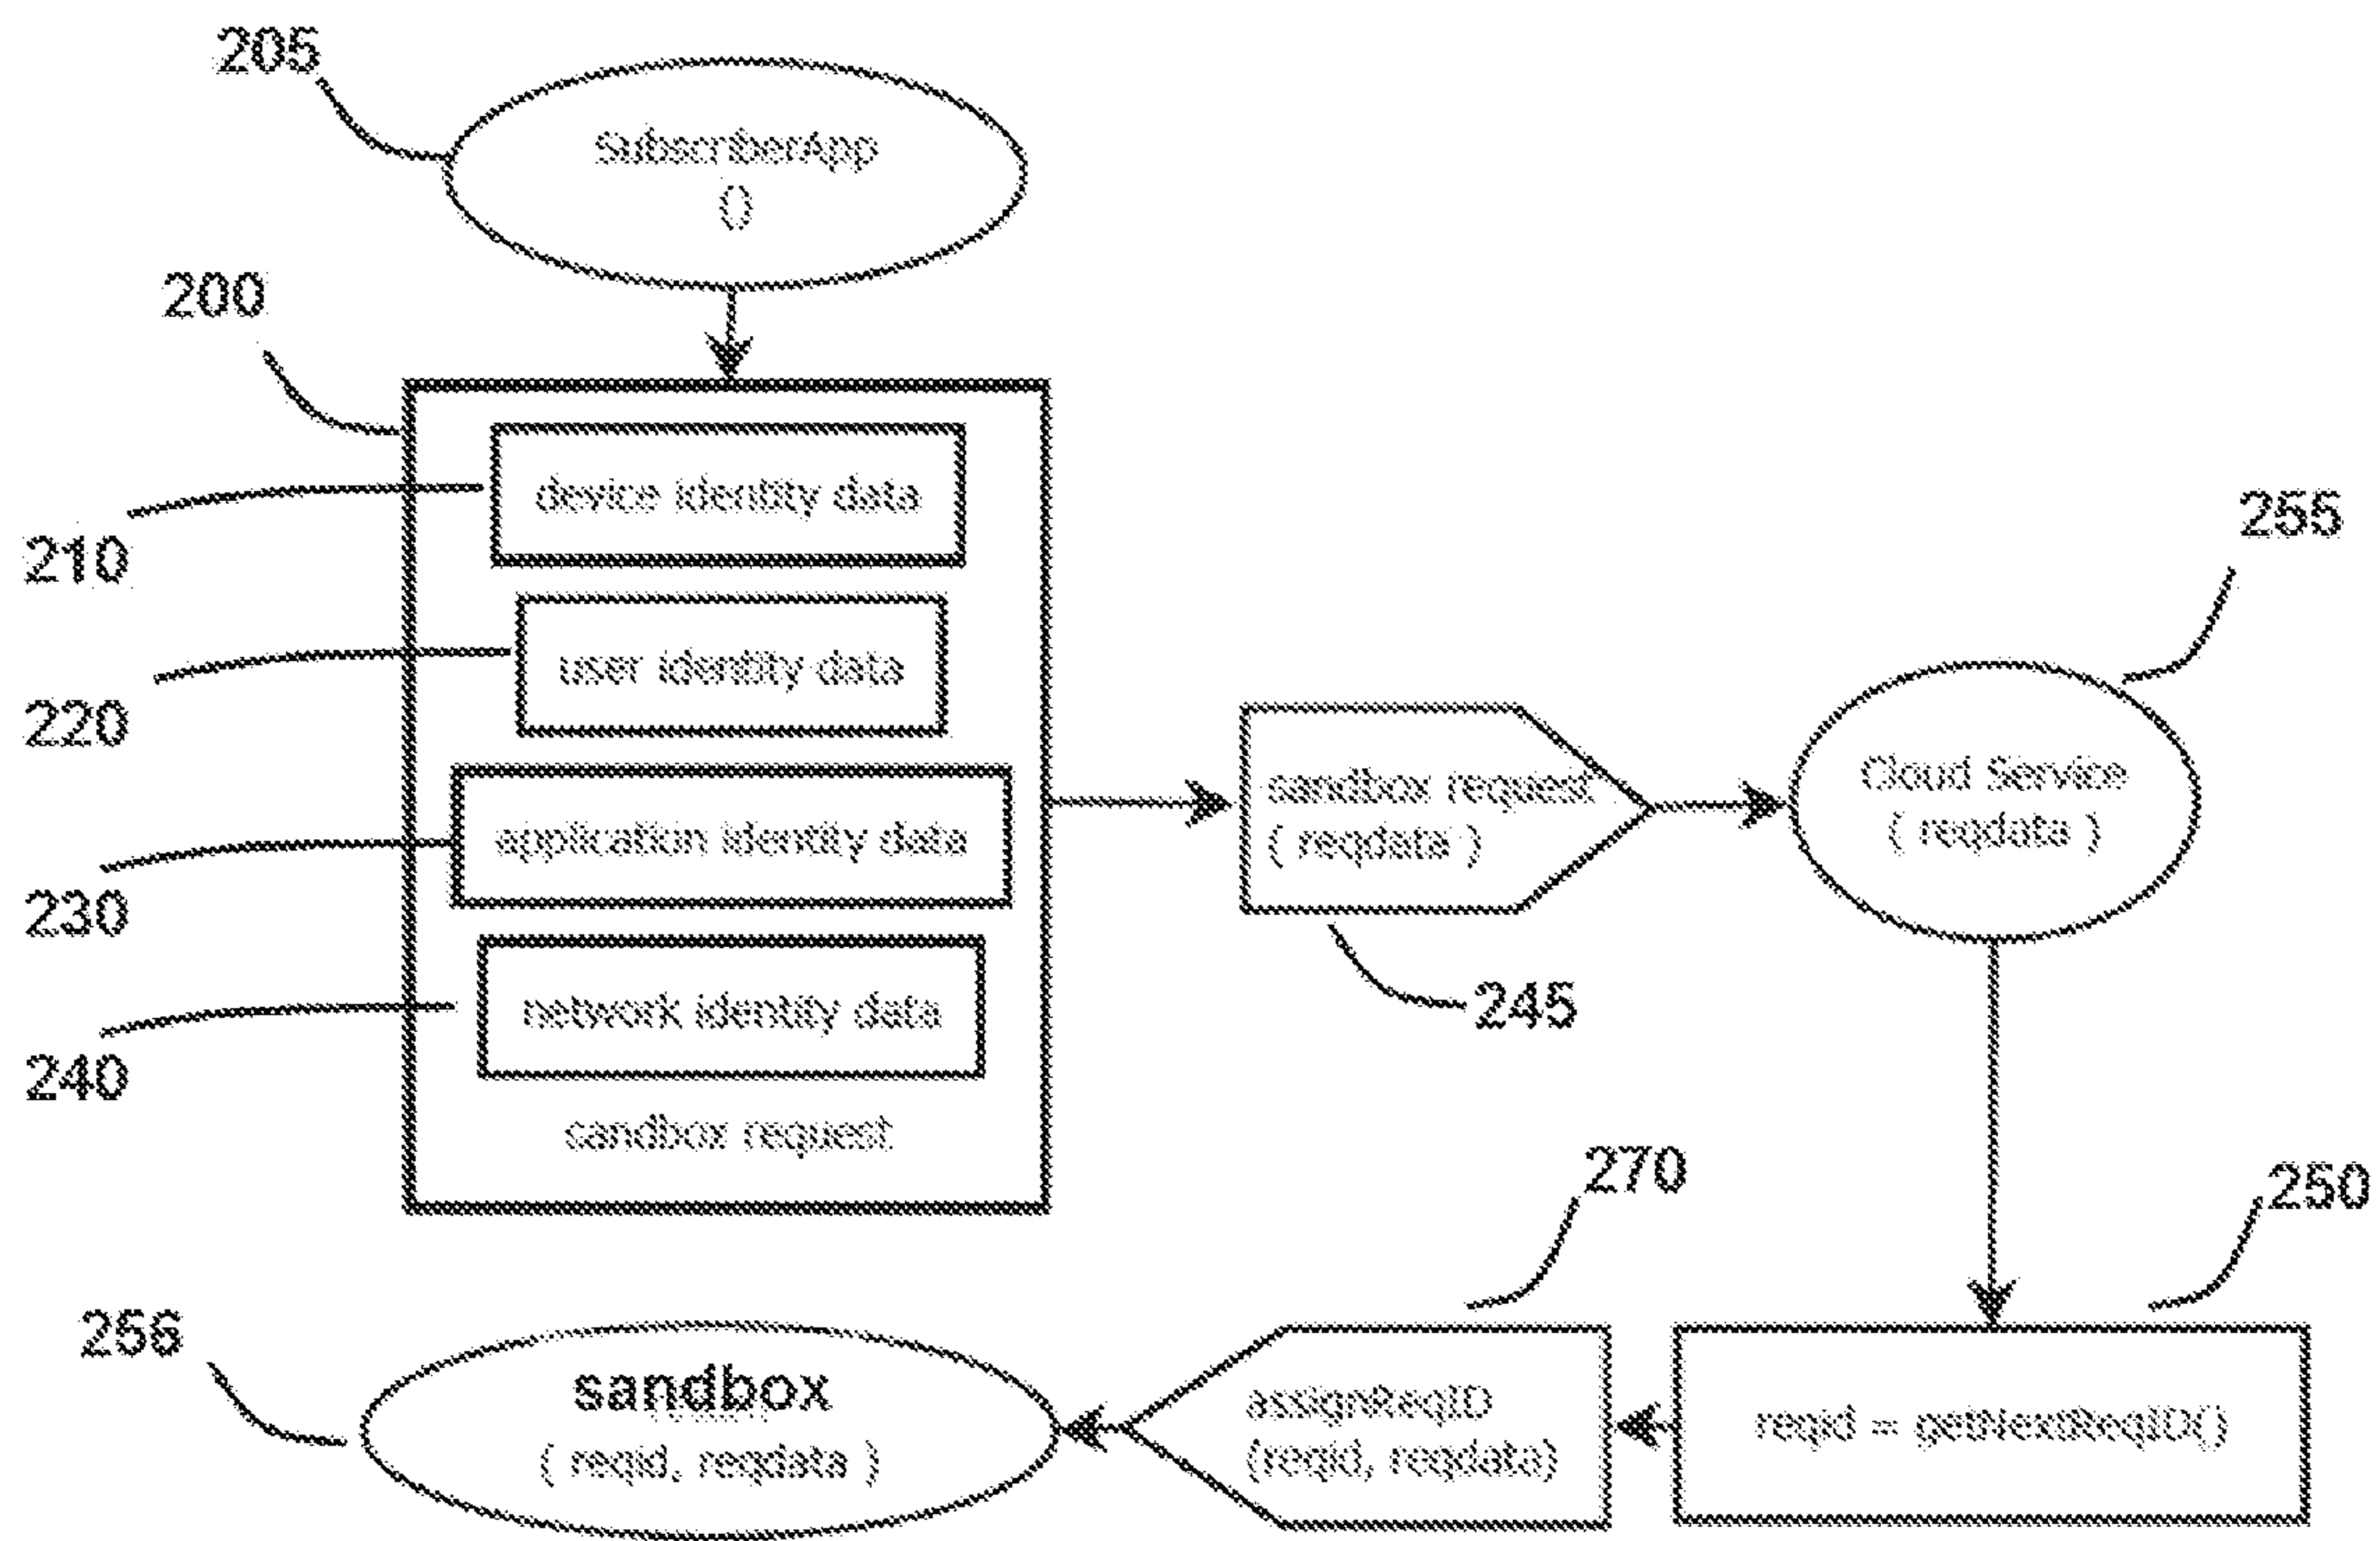 205
SubscriberApp
()
200
device identity data
210
255
user identity data
220
sandbox request
( reqdata )
Cloud Service
( reqdata )
application identity data
230
network identity data
245
240
sandbox request
270
250
256
sandbox
( reqid, reqdata )
assignReqID
(reqid, reqdata)
reqid = getNextReqID()